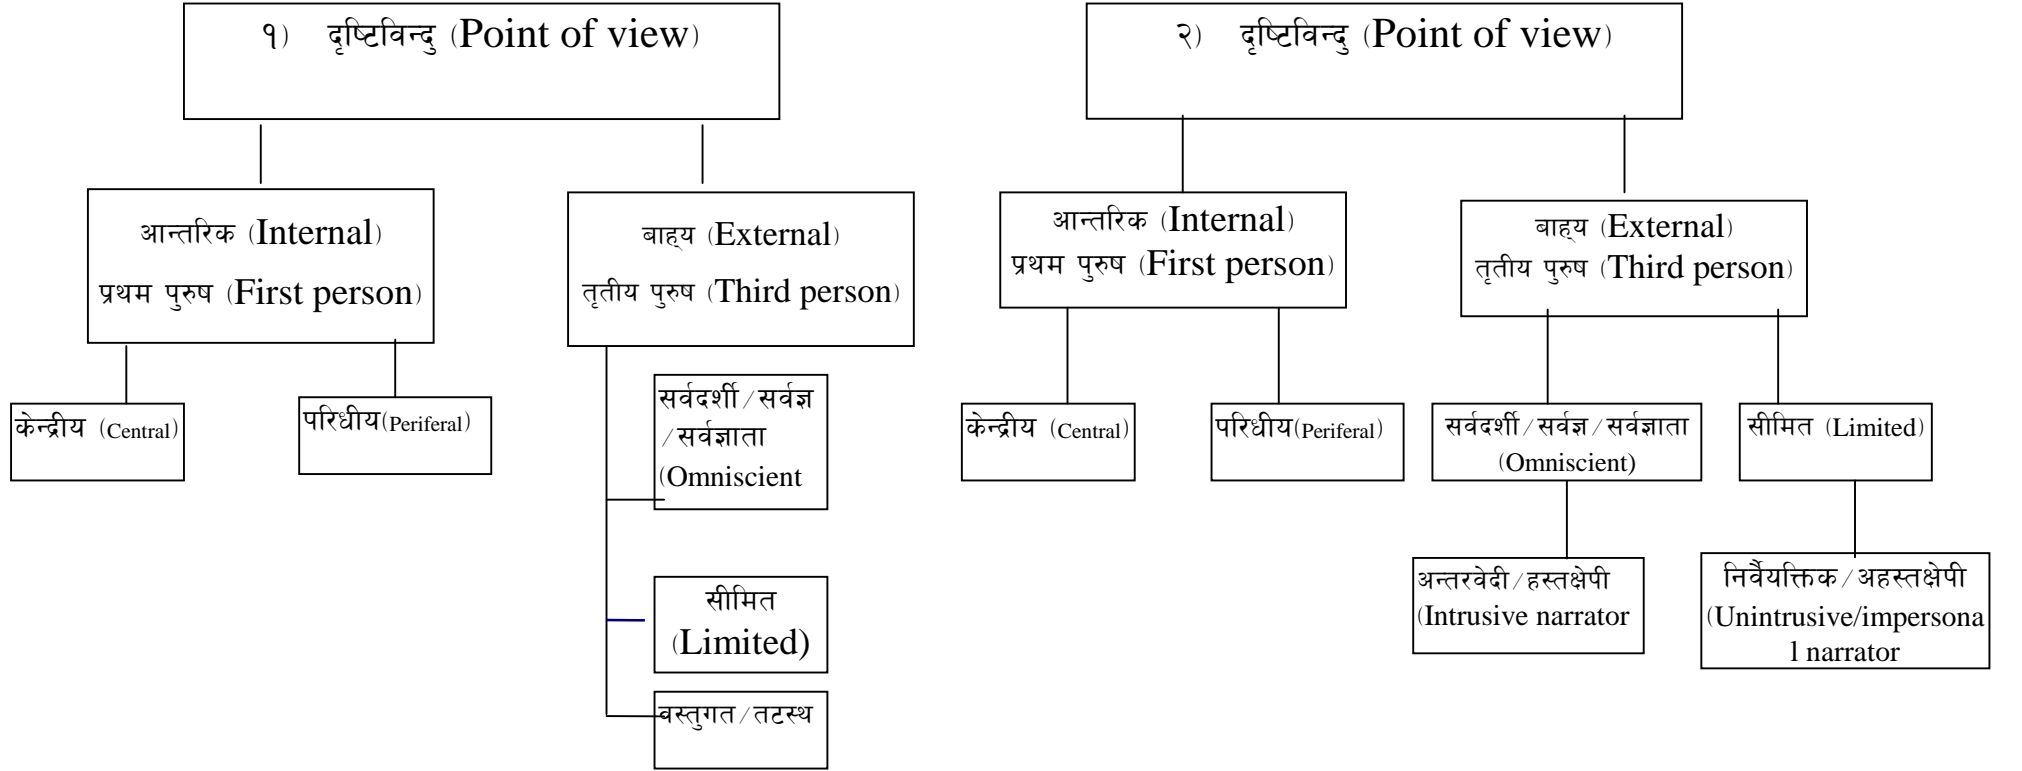 १) दृष्टिविन्दु (Point of view)
आन्तरिक (Internal)
प्रथम पुरुष (First person)
बाह्य (External)
तृतीय पुरुष (Third person)
केन्द्रीय (Central)
परिधीय(Periferal)
सर्वदर्शी/सर्वज्ञ
/सर्वज्ञाता
(Omniscient
सीमित
(Limited)
वस्तुगत/तटस्थ
२) दृष्टिविन्दु (Point of view)
आन्तरिक (Internal)
प्रथम पुरुष (First person)
बाह्य (External)
तृतीय पुरुष (Third person)
केन्द्रीय (Central)
परिधीय(Periferal)
सर्वदर्शी/सर्वज्ञ/सर्वज्ञाता
(Omniscient)
सीमित (Limited)
अन्तरवेदी/हस्तक्षेपी
(Intrusive narrator
निर्वैयक्तिक/अहस्तक्षेपी
(Unintrusive/impersona
l narrator